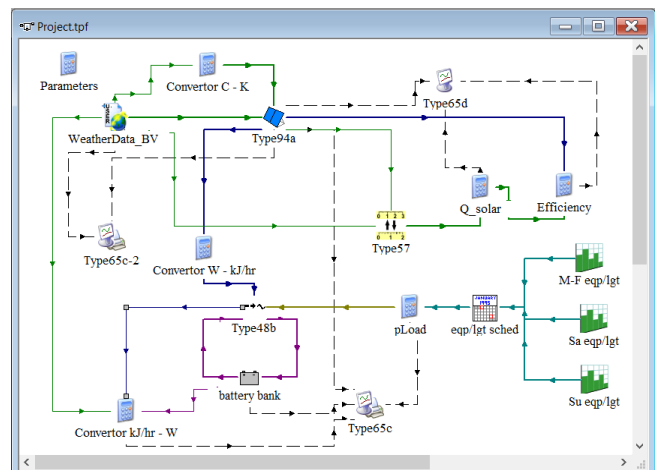 Project.tpf
Parameters
Convertor C - K
Type65d
WeatherData_BV
Type94a
Q_solar
Efficiency
Type65c-2
Type57
Convertor W - kJ/hr
M-F eqp/lgt
Type48b
pLoad
eqp/lgt sched
Sa eqp/lgt
battery bank
Su eqp/lgt
Type65c
Convertor kJ/hr - W